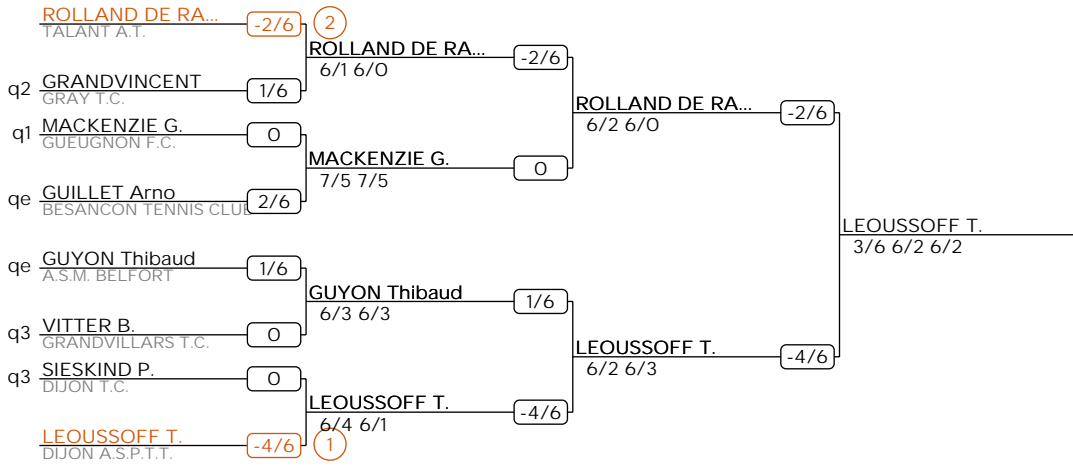 ROLLAND DE RA...
TALANT A.T.
-2/6
2
ROLLAND DE RA...
6/1 6/0
-2/6
q2 GRANDVINCENT
GRAY T.C.
1/6
ROLLAND DE RA...
6/2 6/0
-2/6
q1 MACKENZIE G.
GUEUGNON F.C.
0
MACKENZIE G.
7/5 7/5
0
qe GUILLET Arno
BESANCON TENNIS CLUB
2/6
LEOUSSOFF T.
3/6 6/2 6/2
qe GUYON Thibaud
A.S.M. BELFORT
1/6
GUYON Thibaud
6/3 6/3
1/6
q3 VITTER B.
GRANDVILLARS T.C.
0
LEOUSSOFF T.
6/2 6/3
-4/6
q3 SIESKIND P.
DIJON T.C.
0
LEOUSSOFF T.
6/4 6/1
-4/6
LEOUSSOFF T.
DIJON A.S.P.T.T.
-4/6
1